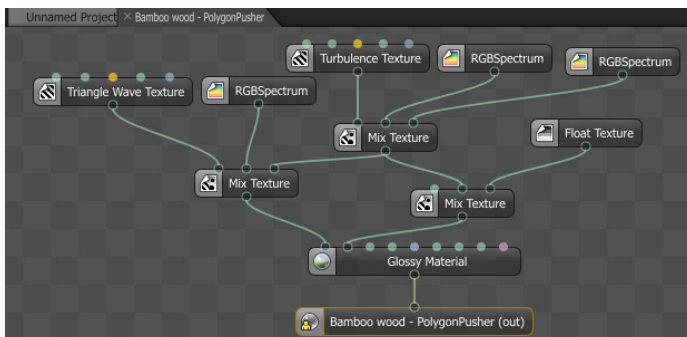 Unnamed Project × Bamboo wood - PolygonPusher
Turbulence Texture RGBSpectrum RGBSpectrum
Triangle Wave Texture RGBSpectrum
Mix Texture Float Texture
Mix Texture Mix Texture
Glossy Material
Bamboo wood - PolygonPusher (out)